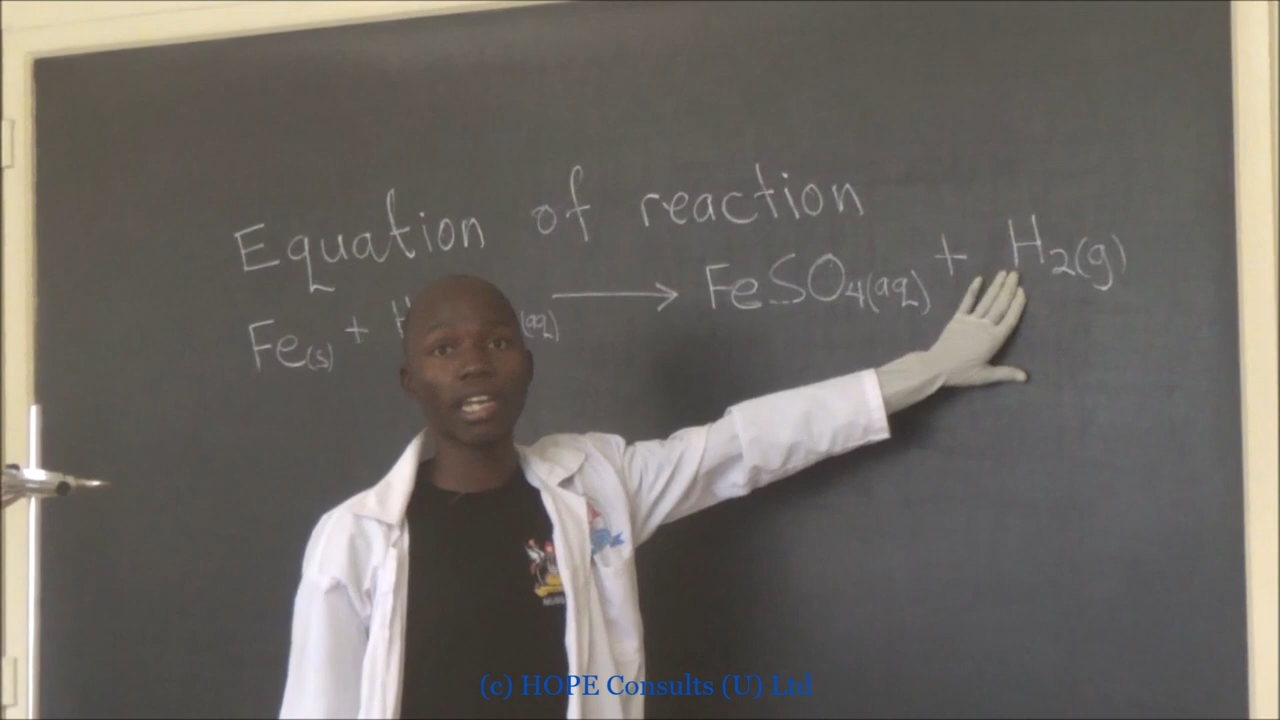 Equation of reaction
Fe(s) + H (aq) → FeSO4(aq) + H2(g)
(c) HOPE Consults (U) Ltd